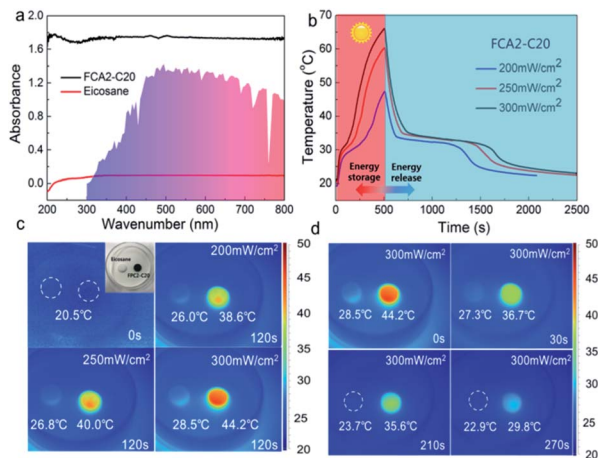 a
1.8
1.2
0.6
0.0
Absorbance
FCA2-C20
Eicosane
200 300 400 500 600 700 800
Wavenumber (nm)
b
70
60
50
40
30
20
Temperature (°C)
FCA2-C20
200mW/cm²
250mW/cm²
300mW/cm²
Energy storage
Energy release
0 500 1000 1500 2000 2500
Time (s)
c
Eicosane
FPC2-C20
20.5℃
0s
200mW/cm²
26.0℃ 38.6℃
120s
250mW/cm²
26.8℃ 40.0℃
120s
300mW/cm²
28.5℃ 44.2℃
120s
50
45
40
35
30
25
20
d
300mW/cm²
28.5℃ 44.2℃
0s
300mW/cm²
27.3℃ 36.7℃
30s
300mW/cm²
23.7℃ 35.6℃
210s
300mW/cm²
22.9℃ 29.8℃
270s
50
45
40
35
30
25
20